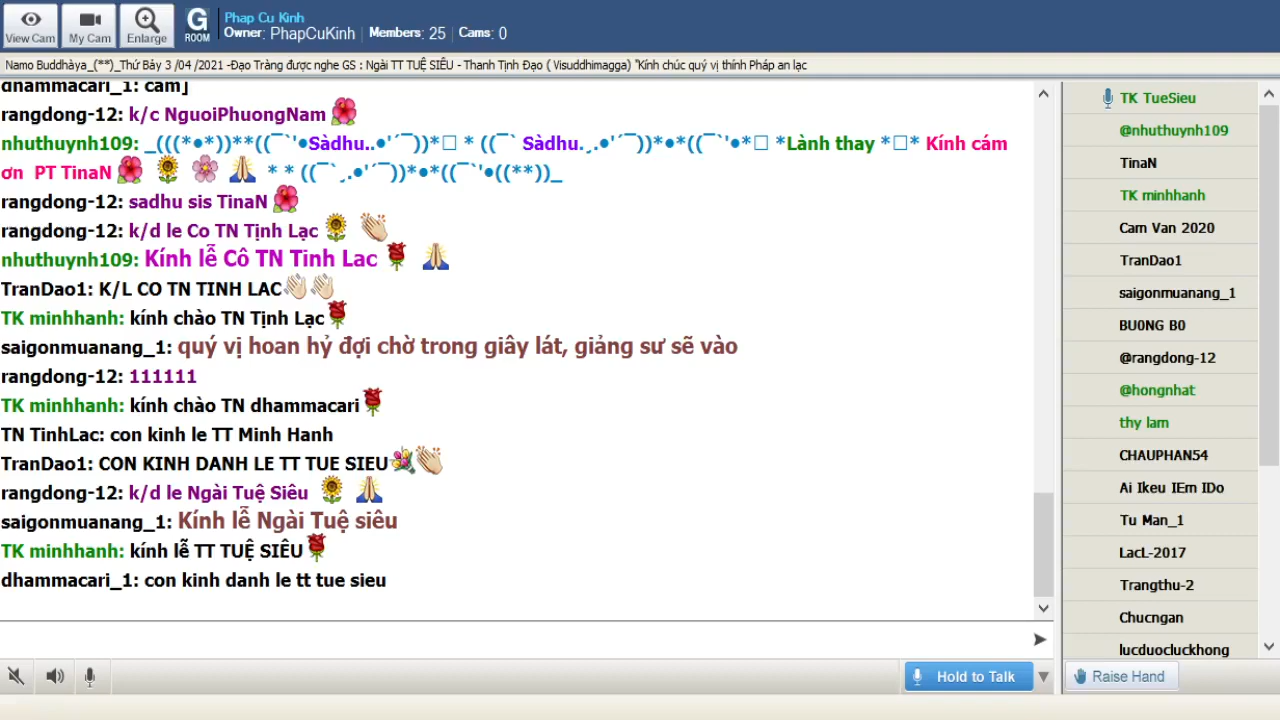 View Cam
My Cam
Enlarge
G
ROOM
Phap Cu Kinh
Owner: PhapCuKinh | Members: 25 | Cams: 0
Namo Buddhàya_(**)_Thứ Bảy 3 /04 /2021 -Đạo Tràng được nghe GS : Ngài TT TUỆ SIÊU - Thanh Tịnh Đạo ( Visuddhimagga) "Kính chúc quý vị thính Pháp an lạc
dhammacari_1: cam]
rangdong-12: k/c NguoiPhuongNam
nhuthuynh109: _(((*•*))**((¯`'•Sàdhu..•'´¯))*□ * ((¯` Sàdhu.¸.•'´¯))*•*((¯`'•*□ *Lành thay *□* Kính cám
ơn PT TinaN 🙏 * * ((¯`¸.•'´¯))*•*((¯`'•((**))_
rangdong-12: sadhu sis TinaN
rangdong-12: k/d le Co TN Tịnh Lạc
nhuthuynh109: Kính lễ Cô TN Tinh Lac
TranDao1: K/L CO TN TINH LAC
TK minhhanh: kính chào TN Tịnh Lạc
saigonmuanang_1: quý vị hoan hỷ đợi chờ trong giây lát, giảng sư sẽ vào
rangdong-12: 111111
TK minhhanh: kính chào TN dhammacari
TN TinhLac: con kinh le TT Minh Hanh
TranDao1: CON KINH DANH LE TT TUE SIEU
rangdong-12: k/d le Ngài Tuệ Siêu
saigonmuanang_1: Kính lễ Ngài Tuệ siêu
TK minhhanh: kính lễ TT TUỆ SIÊU
dhammacari_1: con kinh danh le tt tue sieu
Hold to Talk
TK TueSieu
@nhuthuynh109
TinaN
TK minhhanh
Cam Van 2020
TranDao1
saigonmuanang_1
BU0NG B0
@rangdong-12
@hongnhat
thy lam
CHAUPHAN54
Ai Ikeu IEm IDo
Tu Man_1
LacL-2017
Trangthu-2
Chucngan
lucduocluckhong
Raise Hand